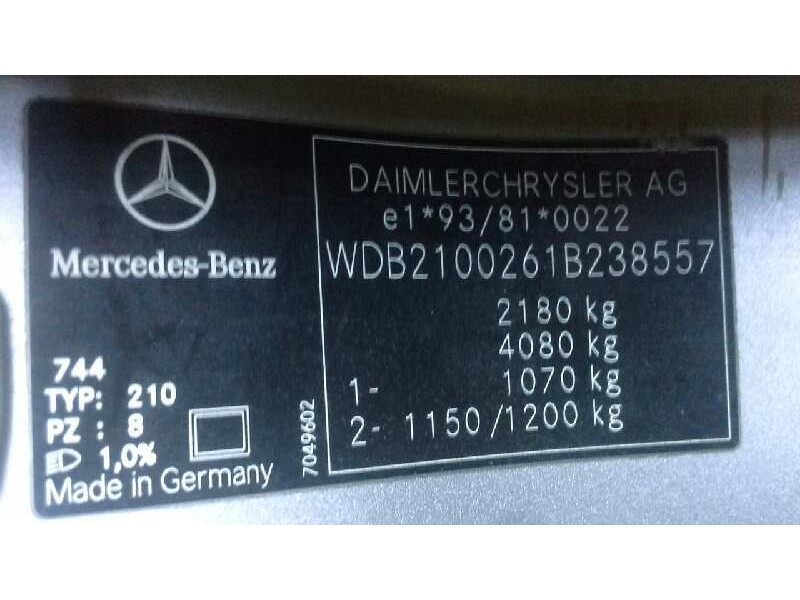 Mercedes-Benz
744
TYP: 210
PZ : 8
1,0%
Made in Germany
7049602
DAIMLERCHRYSLER AG
e1*93/81*0022
WDB2100261B238557
2180 kg
4080 kg
1- 1070 kg
2- 1150/1200 kg